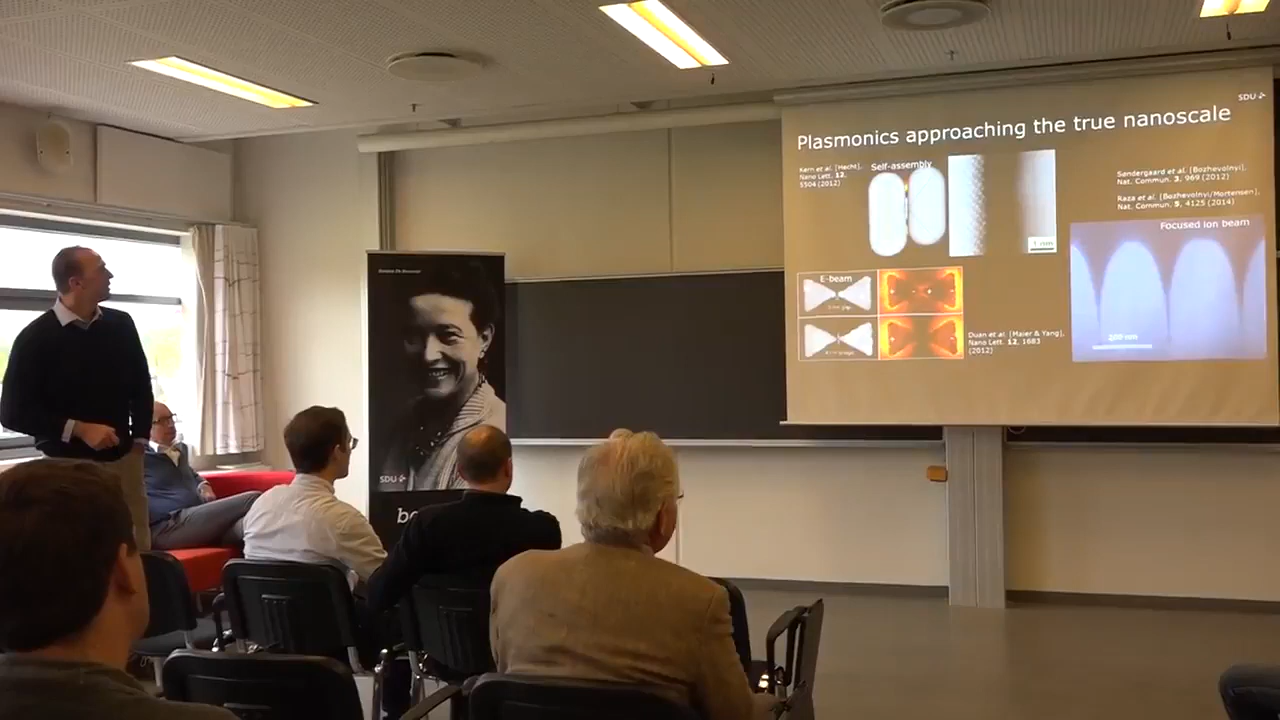 SDU
Plasmonics approaching the true nanoscale
Kern et al. [Hecht],
Nano Lett. 12,
5504 (2012)
Self-assembly
1 nm
Søndergaard et al. [Bozhevolnyi],
Nat. Commun. 3, 969 (2012)
Raza et al. [Bozhevolnyi/Mortensen],
Nat. Commun. 5, 4125 (2014)
Focused ion beam
200 nm
E-beam
Duan et al. [Maier & Yang],
Nano Lett. 12, 1683
(2012)
SDU